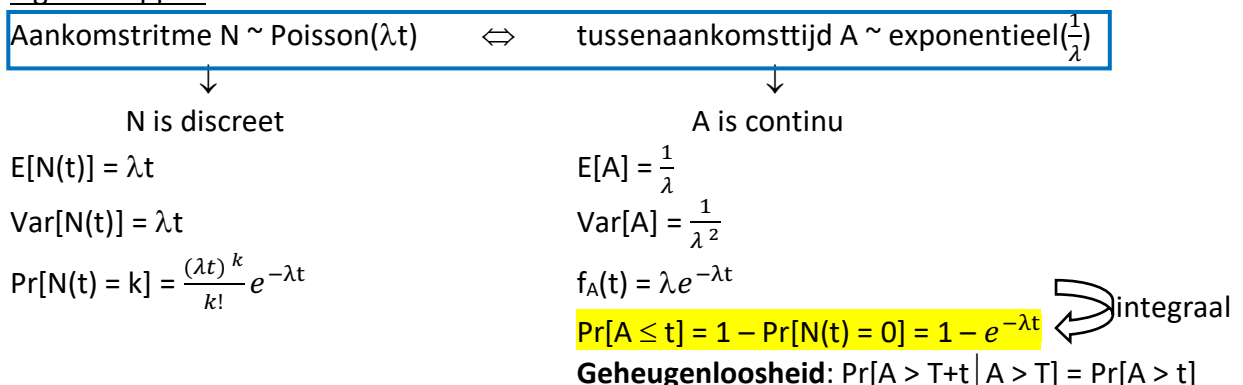 Aankomstritme N ~ Poisson(λt) ⇔ tussenaankomsttijd A ~ exponentieel(1/λ)
↓ ↓
N is discreet A is continu
E[N(t)] = λt E[A] = 1/λ
Var[N(t)] = λt Var[A] = 1/λ²
Pr[N(t) = k] = (λt)^k/k! e^−λt f_A(t) = λe^−λt
Pr[A ≤ t] = 1 – Pr[N(t) = 0] = 1 – e^−λt integraal
Geheugenloosheid: Pr[A > T+t│A > T] = Pr[A > t]